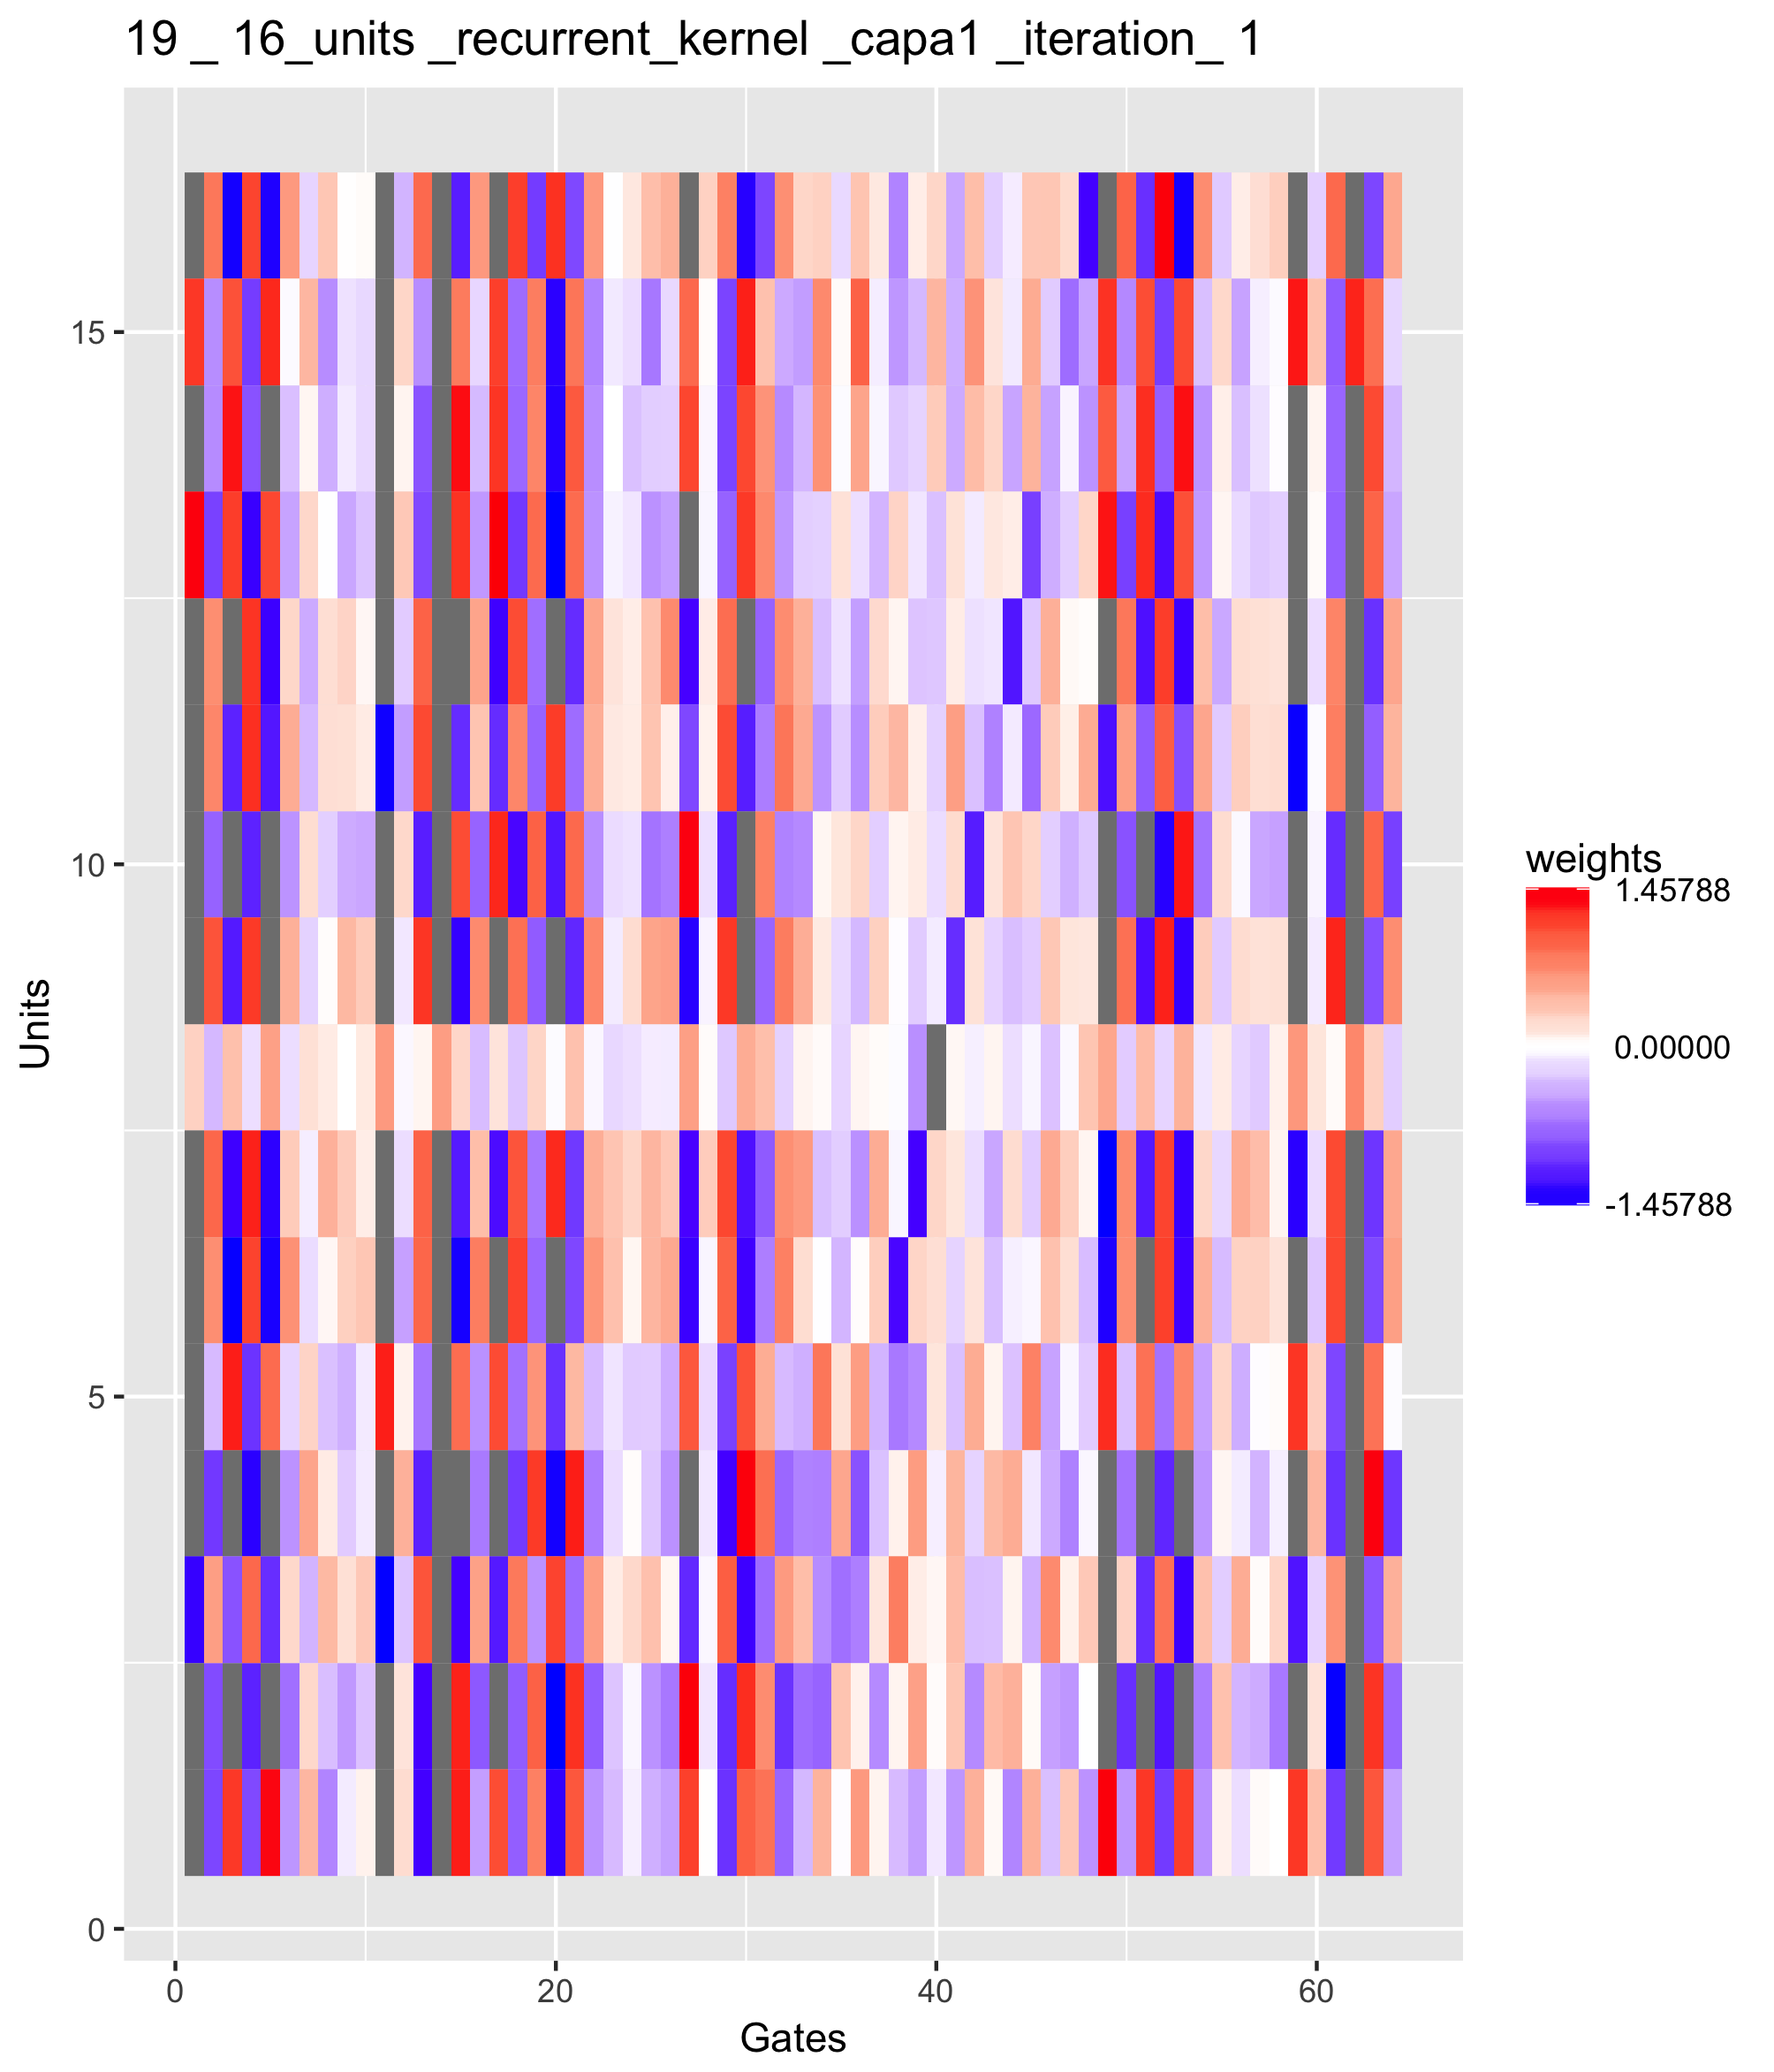 19 _ 16_units _recurrent_kernel _capa1 _iteration_ 1
15
10
5
0
Units
0 20 40 60
Gates
weights
1.45788
0.00000
-1.45788